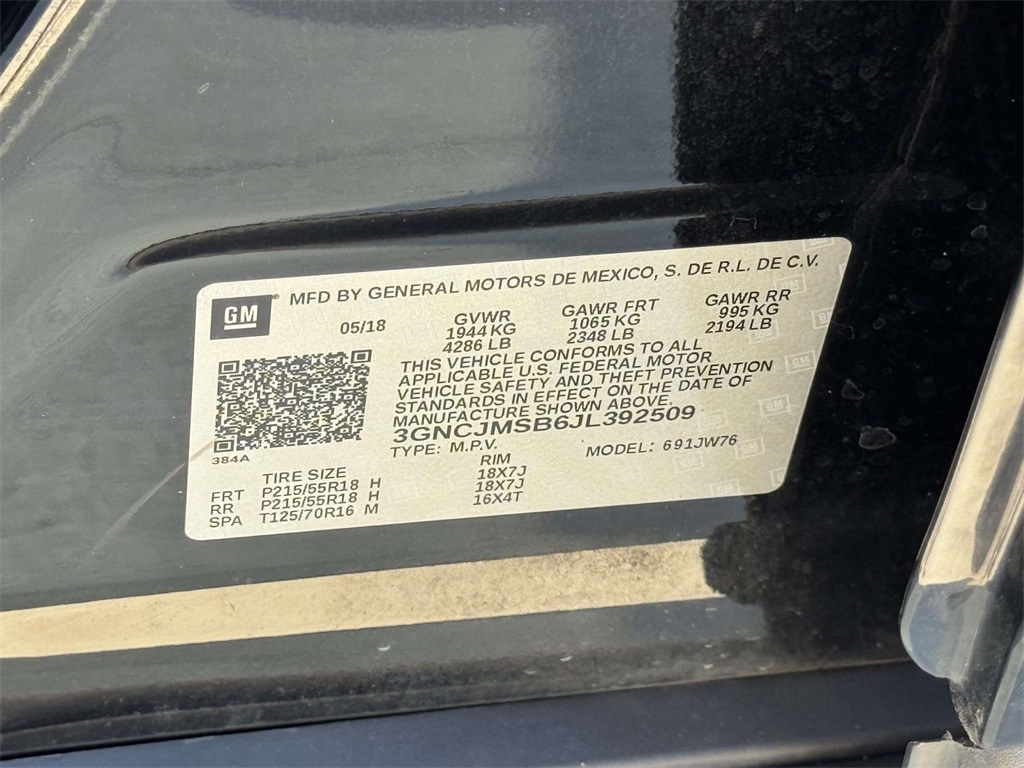 GM® MFD BY GENERAL MOTORS DE MEXICO, S. DE R.L. DE C.V.
05/18 GVWR GAWR FRT GAWR RR
1944 KG 1065 KG 995 KG
4286 LB 2348 LB 2194 LB
THIS VEHICLE CONFORMS TO ALL
APPLICABLE U.S. FEDERAL MOTOR
VEHICLE SAFETY AND THEFT PREVENTION
STANDARDS IN EFFECT ON THE DATE OF
MANUFACTURE SHOWN ABOVE.
3GNCJMSB6JL392509
384A TYPE: M.P.V. MODEL: 691JW76
TIRE SIZE RIM
FRT P215/55R18 H 18X7J
RR P215/55R18 H 18X7J
SPA T125/70R16 M 16X4T